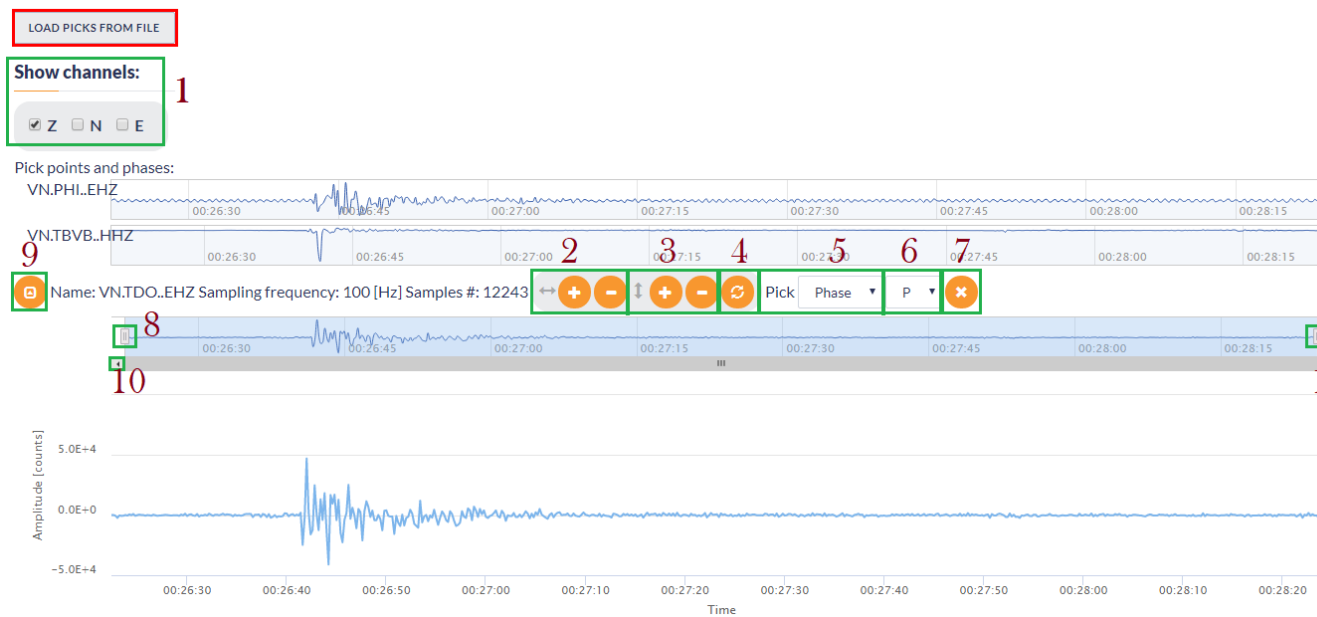 LOAD PICKS FROM FILE
Show channels:
1
Z N E
Pick points and phases:
VN.PHI..EHZ
00:26:30 00:26:45 00:27:00 00:27:15 00:27:30 00:27:45 00:28:00 00:28:15
VN.TBVB..HHZ
00:26:30 00:26:45 00:27:00 00:27:15 00:27:30 00:27:45 00:28:00 00:28:15
9 2 3 4 5 6 7
Name: VN.TDO..EHZ Sampling frequency: 100 [Hz] Samples #: 12243 Pick Phase P
8
00:26:30 00:26:45 00:27:00 00:27:15 00:27:30 00:27:45 00:28:00 00:28:15
10
Amplitude [counts]
5.0E+4
0.0E+0
−5.0E+4
00:26:30 00:26:40 00:26:50 00:27:00 00:27:10 00:27:20 00:27:30 00:27:40 00:27:50 00:28:00 00:28:10 00:28:20
Time